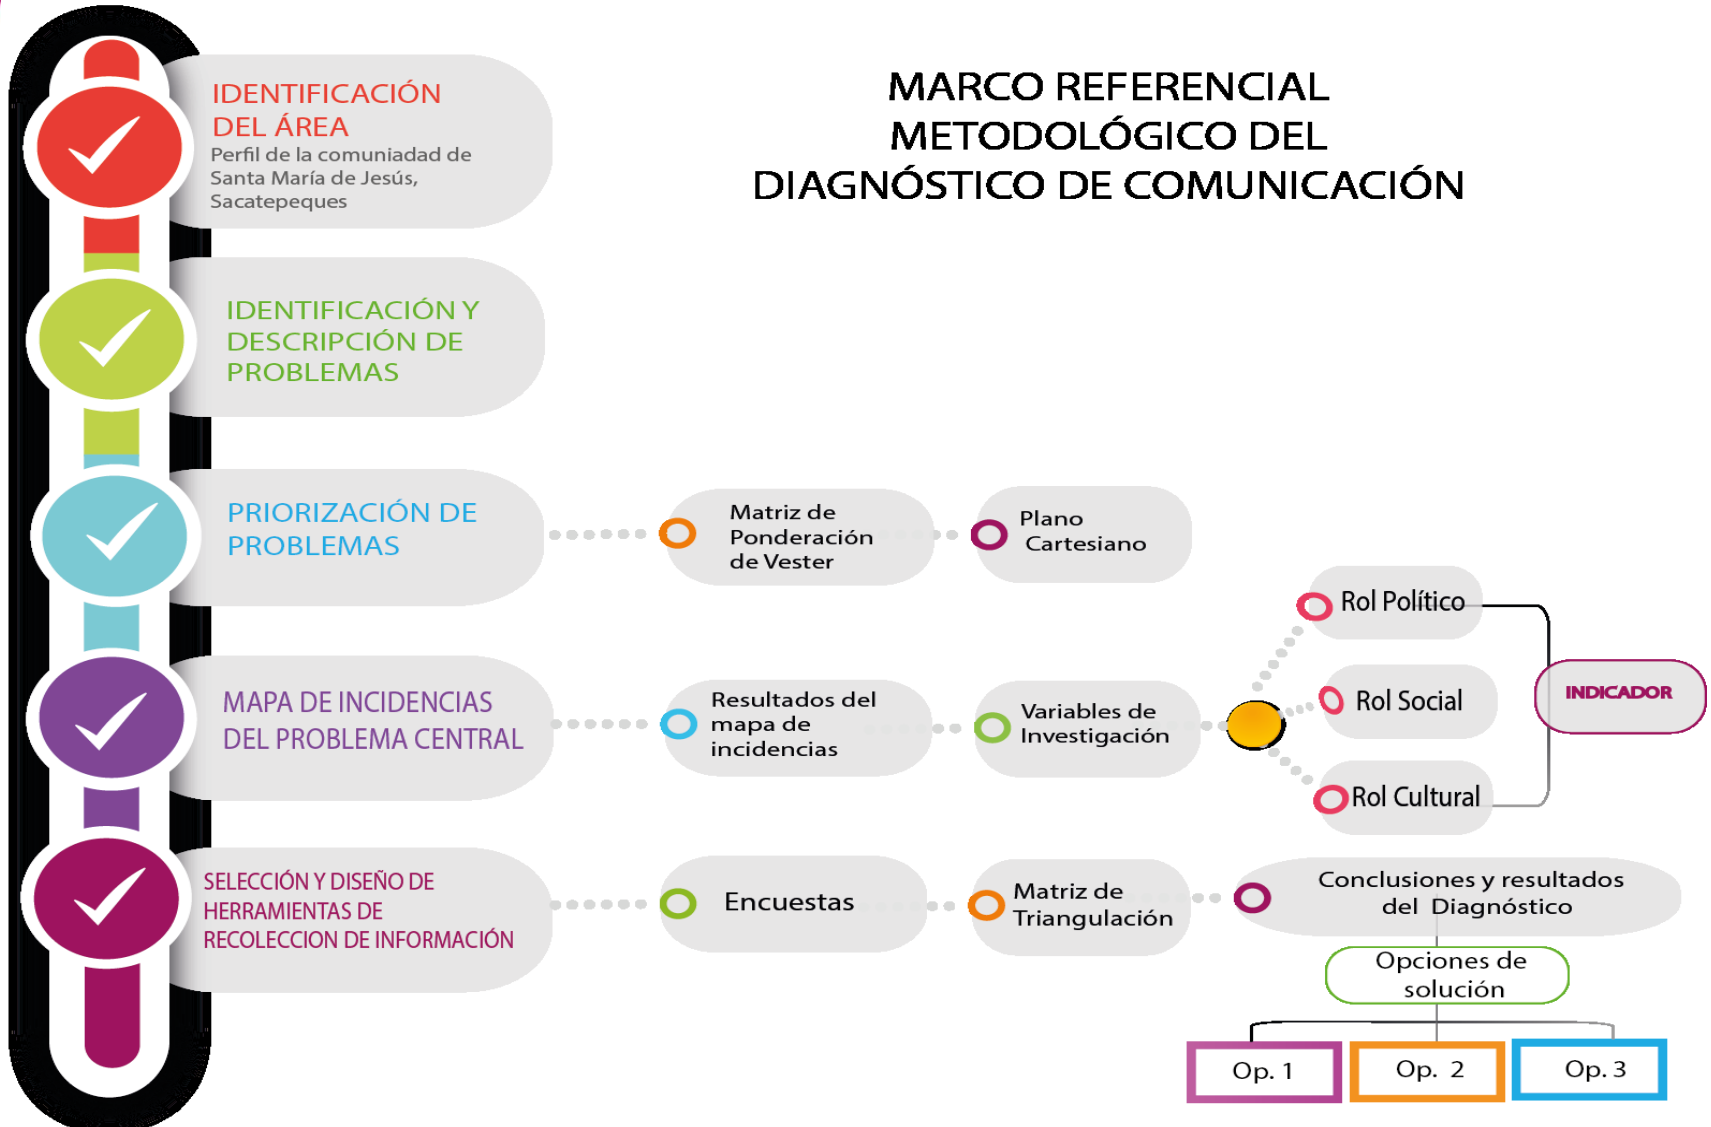 MARCO REFERENCIAL
METODOLÓGICO DEL
DIAGNÓSTICO DE COMUNICACIÓN
IDENTIFICACIÓN
DEL ÁREA
Perfil de la comuniadad de
Santa María de Jesús,
Sacatepeques
IDENTIFICACIÓN Y
DESCRIPCIÓN DE
PROBLEMAS
PRIORIZACIÓN DE
PROBLEMAS
Matriz de
Ponderación
de Vester
Plano
Cartesiano
MAPA DE INCIDENCIAS
DEL PROBLEMA CENTRAL
Resultados del
mapa de
incidencias
Variables de
Investigación
Rol Político
Rol Social
Rol Cultural
INDICADOR
SELECCIÓN Y DISEÑO DE
HERRAMIENTAS DE
RECOLECCION DE INFORMACIÓN
Encuestas
Matriz de
Triangulación
Conclusiones y resultados
del Diagnóstico
Opciones de
solución
Op. 1
Op. 2
Op. 3